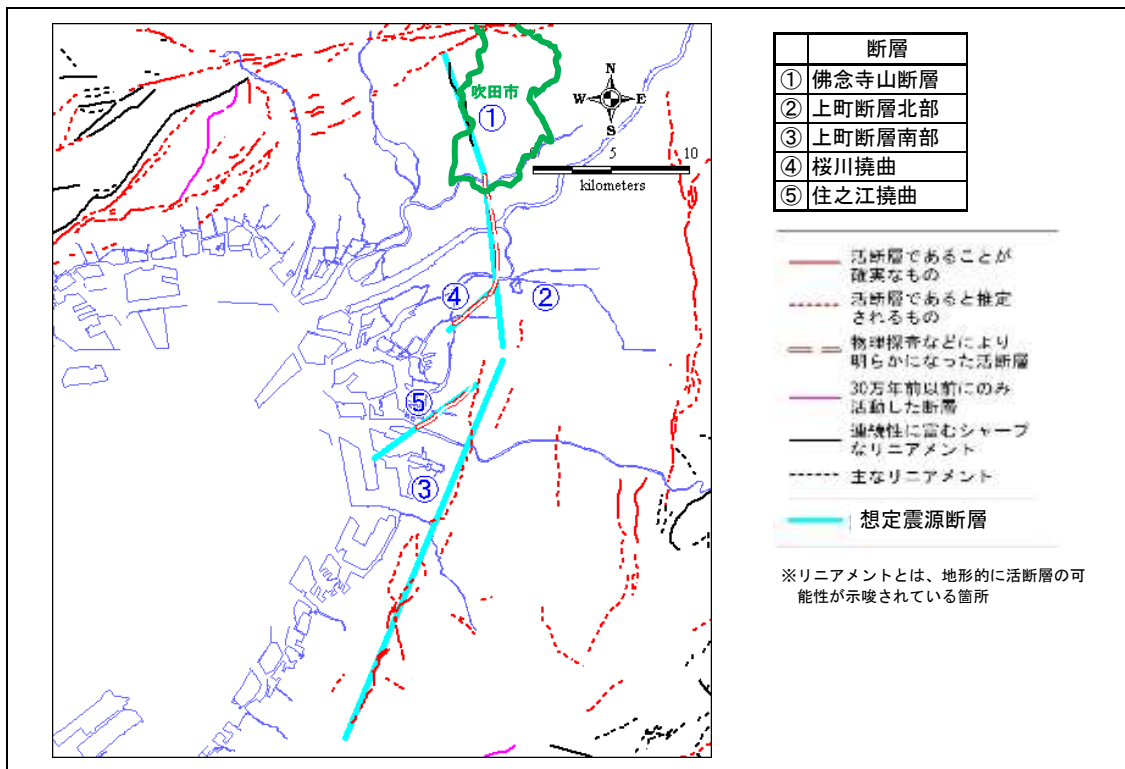 吹田市
①
②
③
④
⑤
N
W E
S
5 10
kilometers
断層
① 佛念寺山断層
② 上町断層北部
③ 上町断層南部
④ 桜川撓曲
⑤ 住之江撓曲
活断層であることが
確実なもの
活断層であると推定
されるもの
物理探査などにより
明らかになった活断層
30万年前以前にのみ
活動した断層
連続性に富むシャープ
なリニアメント
主なリニアメント
想定震源断層
※リニアメントとは、地形的に活断層の可
能性が示唆されている箇所